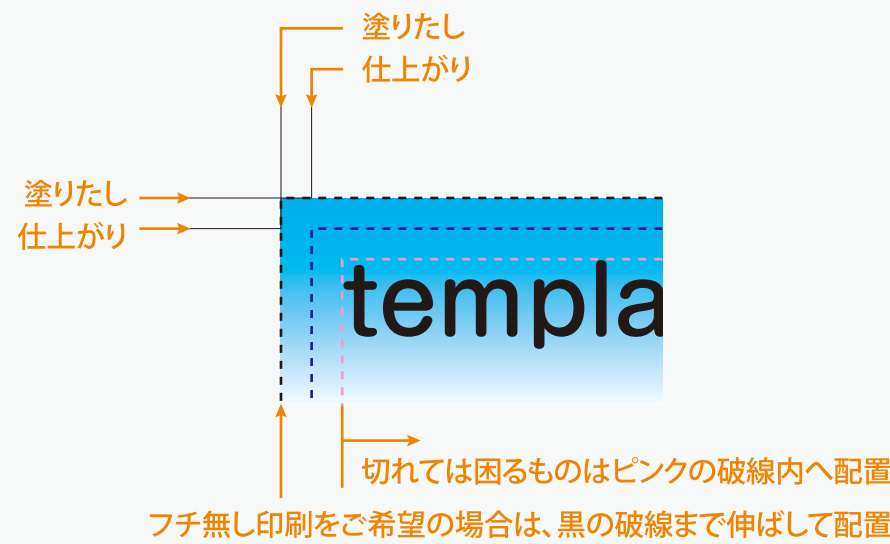 塗りたし
仕上がり
塗りたし
仕上がり
templa
切れては困るものはピンクの破線内へ配置
フチ無し印刷をご希望の場合は、黒の破線まで伸ばして配置